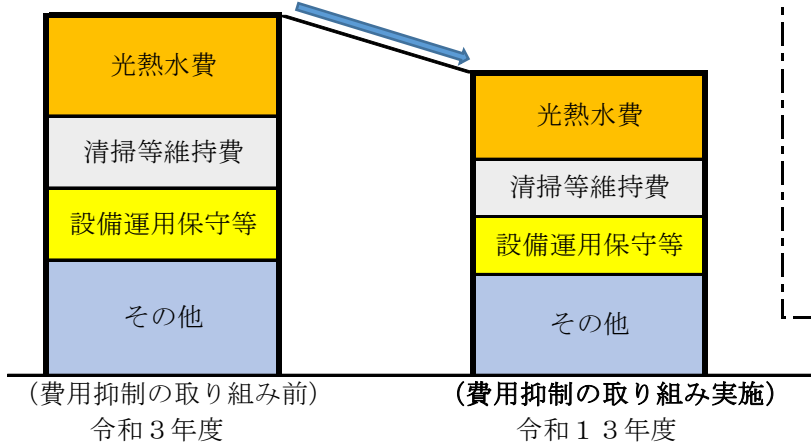 光熱水費
清掃等維持費
設備運用保守等
その他
(費用抑制の取り組み前)
令和３年度
光熱水費
清掃等維持費
設備運用保守等
その他
(費用抑制の取り組み実施)
令和１３年度